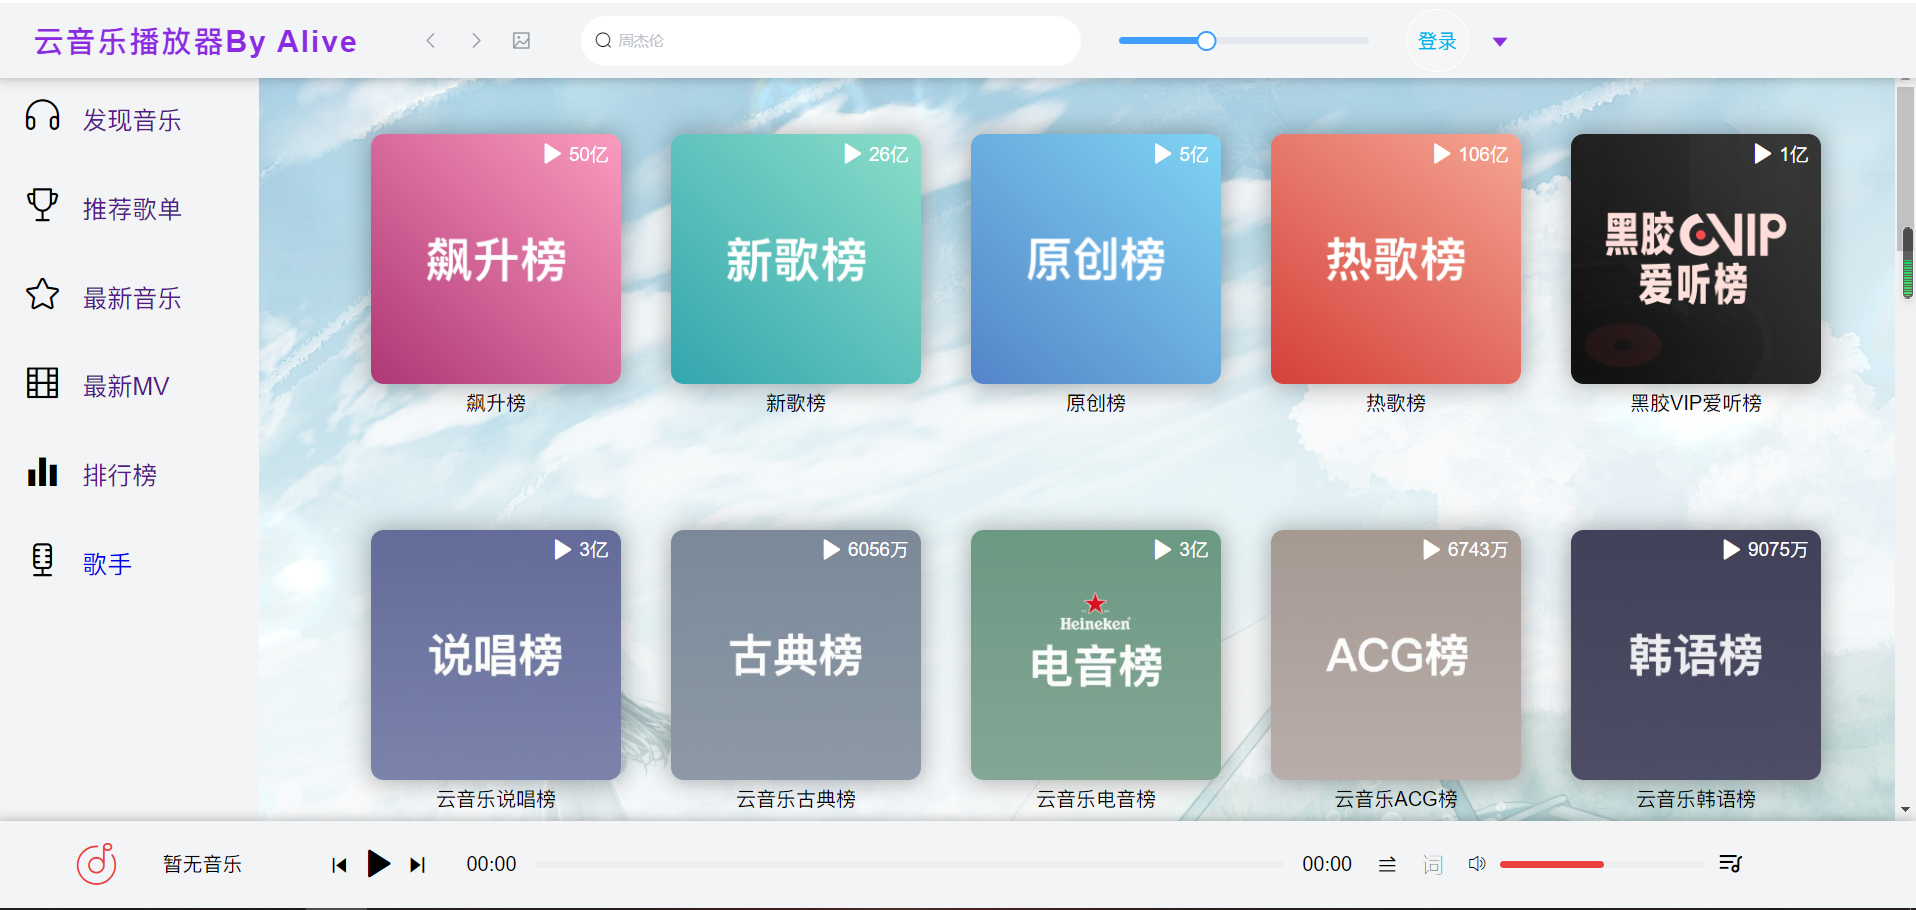 云音乐播放器By Alive
周杰伦
登录
发现音乐
推荐歌单
最新音乐
最新MV
排行榜
歌手
50亿
飙升榜
飙升榜
26亿
新歌榜
新歌榜
5亿
原创榜
原创榜
106亿
热歌榜
热歌榜
1亿
黑胶VIP
爱听榜
黑胶VIP爱听榜
3亿
说唱榜
云音乐说唱榜
6056万
古典榜
云音乐古典榜
3亿
Heineken
电音榜
云音乐电音榜
6743万
ACG榜
云音乐ACG榜
9075万
韩语榜
云音乐韩语榜
暂无音乐
00:00
00:00
词